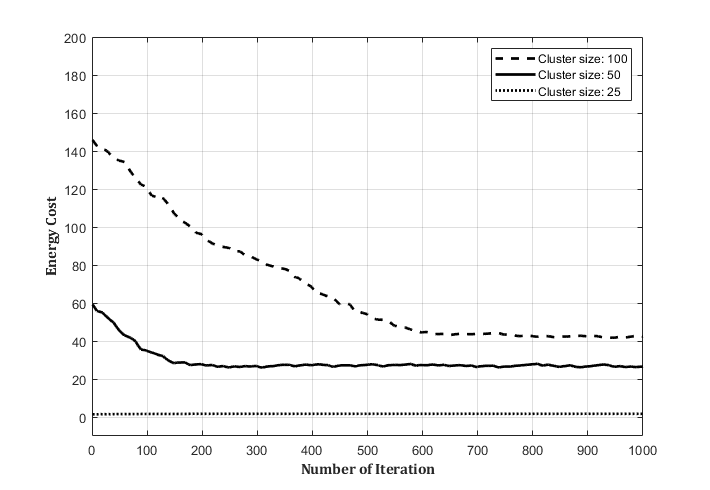 200
180
160
140
120
100
80
60
40
20
0
Energy Cost
Cluster size: 100
Cluster size: 50
Cluster size: 25
0 100 200 300 400 500 600 700 800 900 1000
Number of Iteration